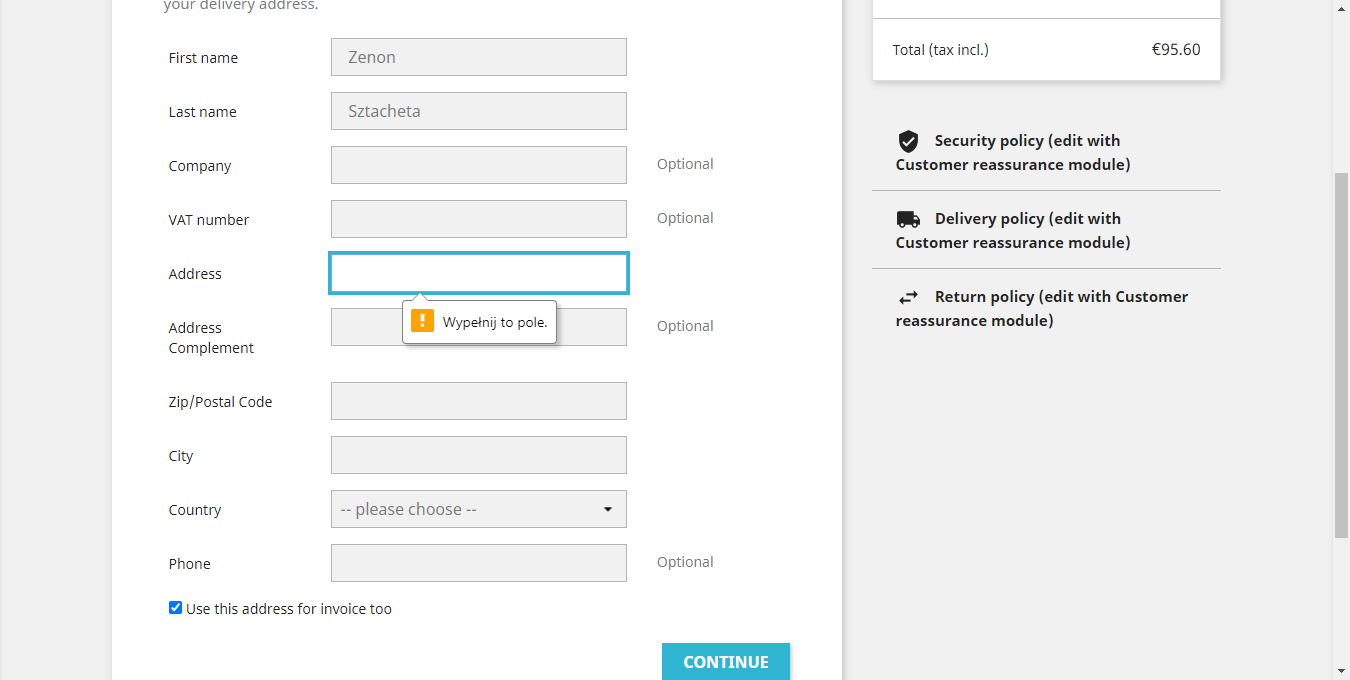 your delivery address.
First name
Zenon
Last name
Sztacheta
Company
Optional
VAT number
Optional
Address
Wypełnij to pole.
Address
Complement
Optional
Zip/Postal Code
City
Country
-- please choose --
Phone
Optional
Use this address for invoice too
CONTINUE
Total (tax incl.)
€95.60
Security policy (edit with
Customer reassurance module)
Delivery policy (edit with
Customer reassurance module)
Return policy (edit with Customer
reassurance module)